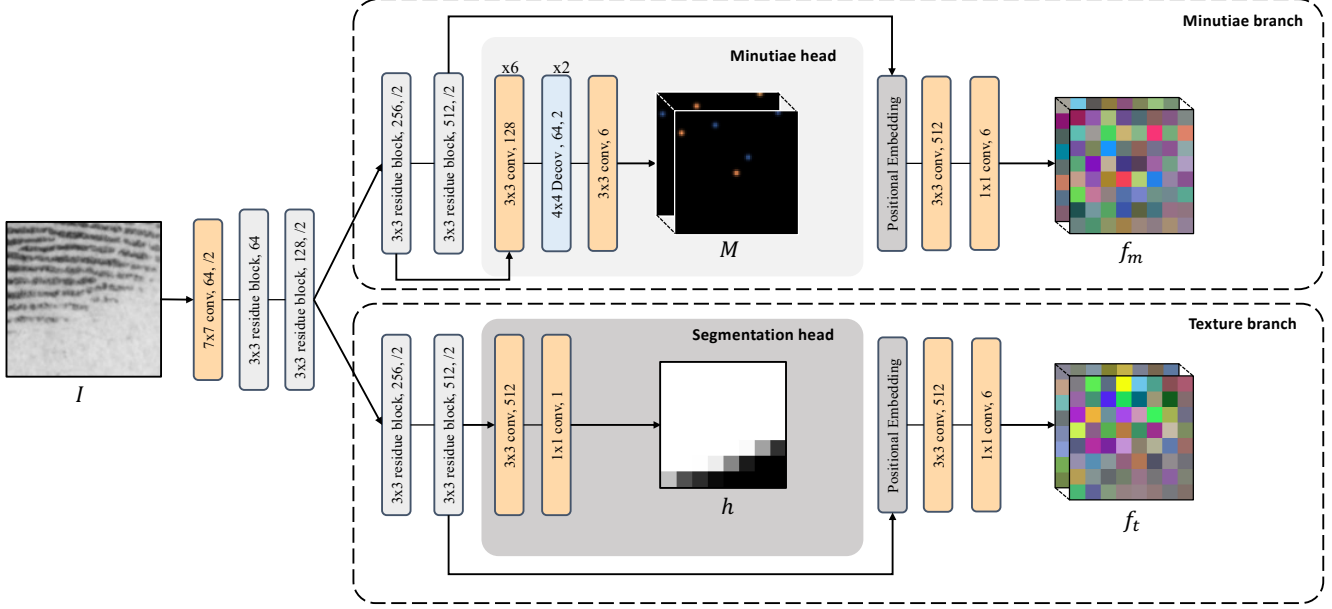 Minutiae branch
Minutiae head
x6
x2
3x3 residue block, 256, /2
3x3 residue block, 512, /2
3x3 conv, 128
4x4 Decov , 64, 2
3x3 conv, 6
M
Positional Embedding
3x3 conv, 512
1x1 conv, 6
f_m
I
7x7 conv, 64, /2
3x3 residue block, 64
3x3 residue block, 128, /2
Texture branch
Segmentation head
3x3 residue block, 256, /2
3x3 residue block, 512, /2
3x3 conv, 512
1x1 conv, 1
h
Positional Embedding
3x3 conv, 512
1x1 conv, 6
f_t